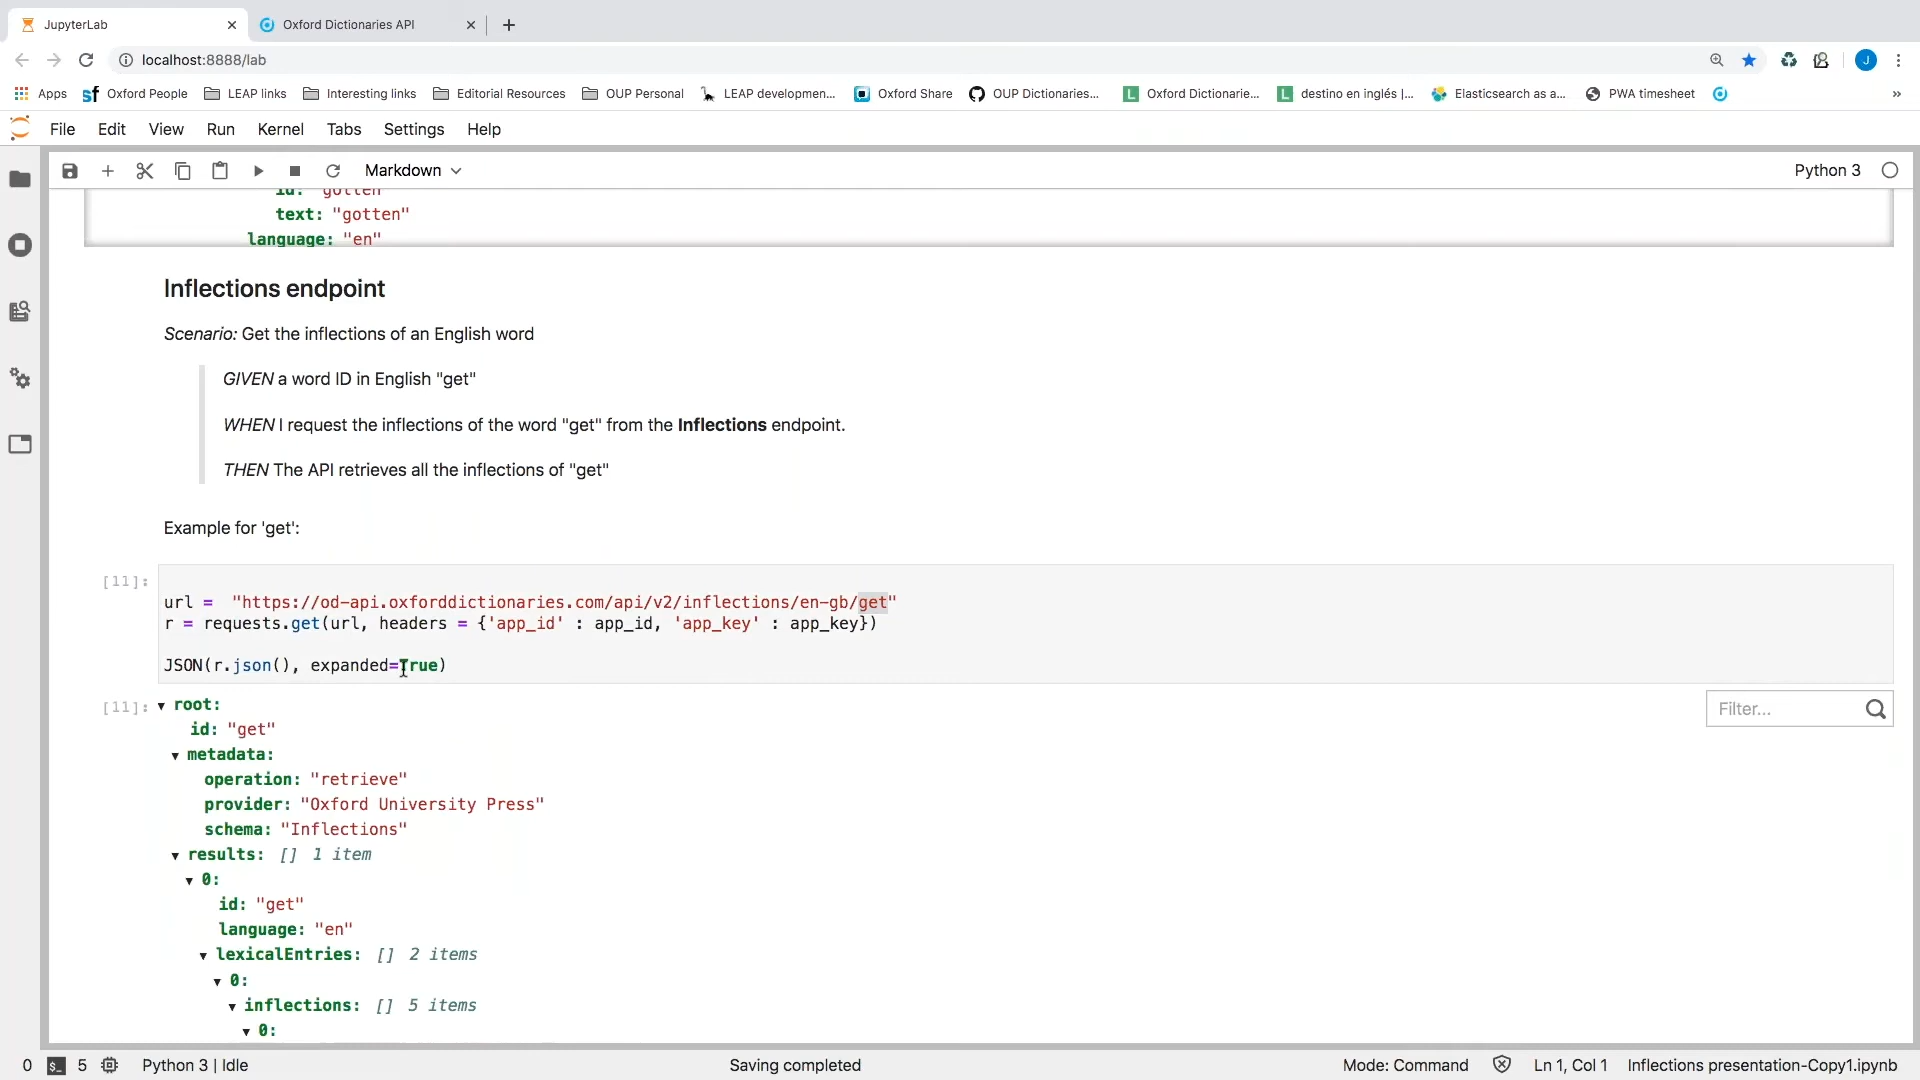 JupyterLab
Oxford Dictionaries API
localhost:8888/lab
J
Apps
Oxford People
LEAP links
Interesting links
Editorial Resources
OUP Personal
LEAP developmen...
Oxford Share
OUP Dictionaries...
L Oxford Dictionarie...
L destino en inglés |...
Elasticsearch as a...
PWA timesheet
»
File Edit View Run Kernel Tabs Settings Help
Markdown
Python 3
id: "gotten"
text: "gotten"
language: "en"
Inflections endpoint
Scenario: Get the inflections of an English word
GIVEN a word ID in English "get"
WHEN I request the inflections of the word "get" from the Inflections endpoint.
THEN The API retrieves all the inflections of "get"
Example for 'get':
[11]:
url = "https://od-api.oxforddictionaries.com/api/v2/inflections/en-gb/get"
r = requests.get(url, headers = {'app_id' : app_id, 'app_key' : app_key})
JSON(r.json(), expanded=True)
[11]:
root:
Filter...
id: "get"
metadata:
operation: "retrieve"
provider: "Oxford University Press"
schema: "Inflections"
results: [] 1 item
0:
id: "get"
language: "en"
lexicalEntries: [] 2 items
0:
inflections: [] 5 items
0:
0 $_ 5 Python 3 | Idle
Saving completed
Mode: Command
Ln 1, Col 1
Inflections presentation-Copy1.ipynb